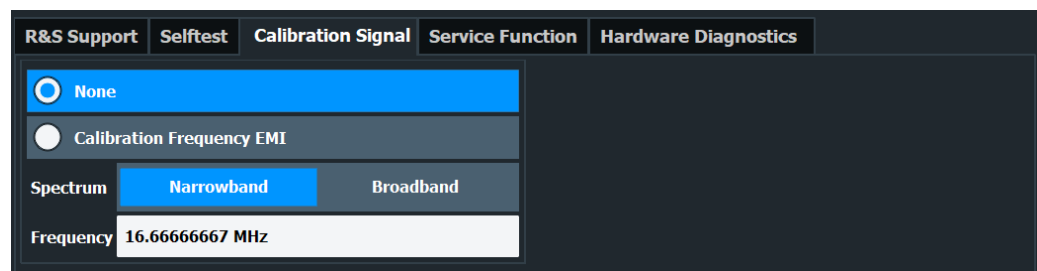 R&S Support Selftest Calibration Signal Service Function Hardware Diagnostics
None
Calibration Frequency EMI
Spectrum Narrowband Broadband
Frequency 16.66666667 MHz